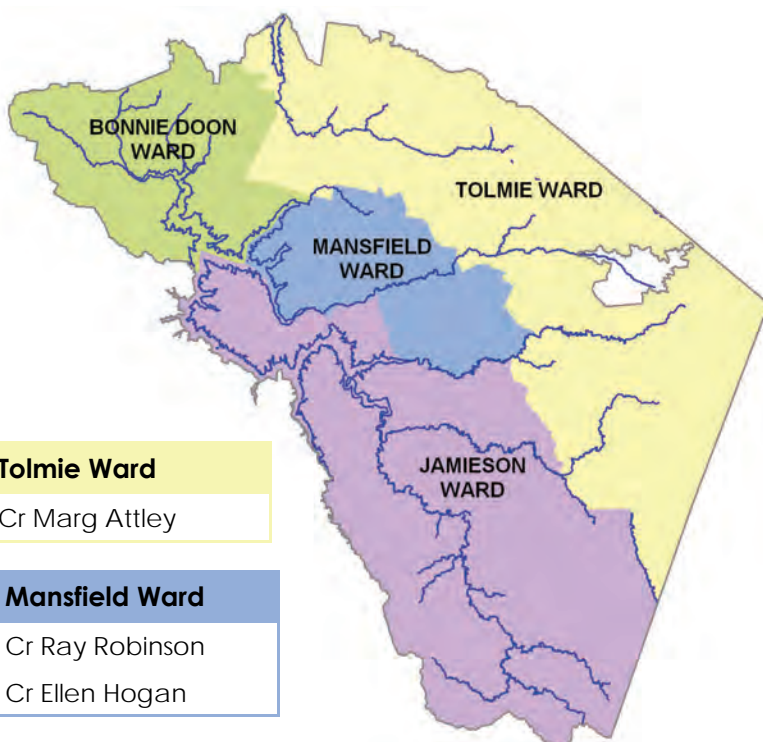 BONNIE DOON
WARD
TOLMIE WARD
MANSFIELD
WARD
JAMIESON
WARD
Tolmie Ward
Cr Marg Attley
Mansfield Ward
Cr Ray Robinson
Cr Ellen Hogan